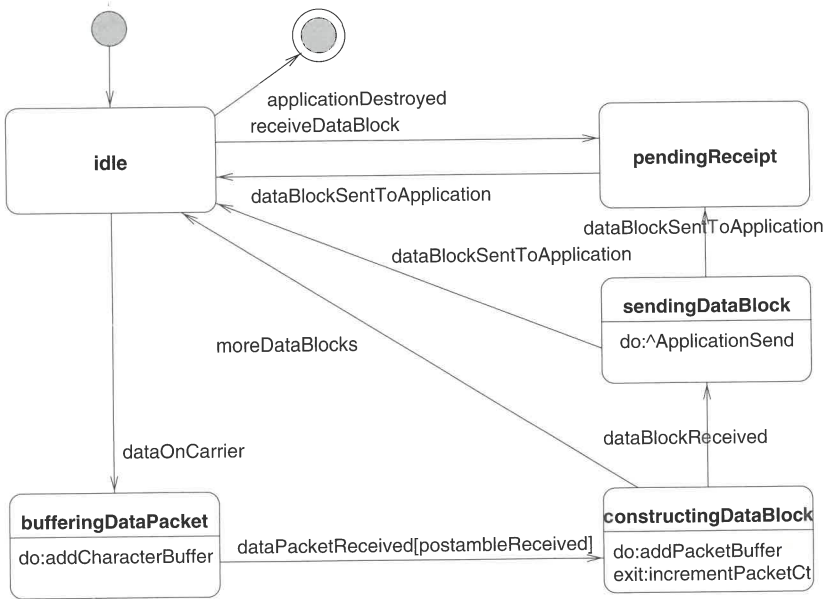 applicationDestroyed
receiveDataBlock
idle
pendingReceipt
dataBlockSentToApplication
dataBlockSentToApplication
dataBlockSentToApplication
sendingDataBlock
do:^ApplicationSend
moreDataBlocks
dataBlockReceived
dataOnCarrier
bufferingDataPacket
do:addCharacterBuffer
dataPacketReceived[postambleReceived]
constructingDataBlock
do:addPacketBuffer
exit:incrementPacketCt